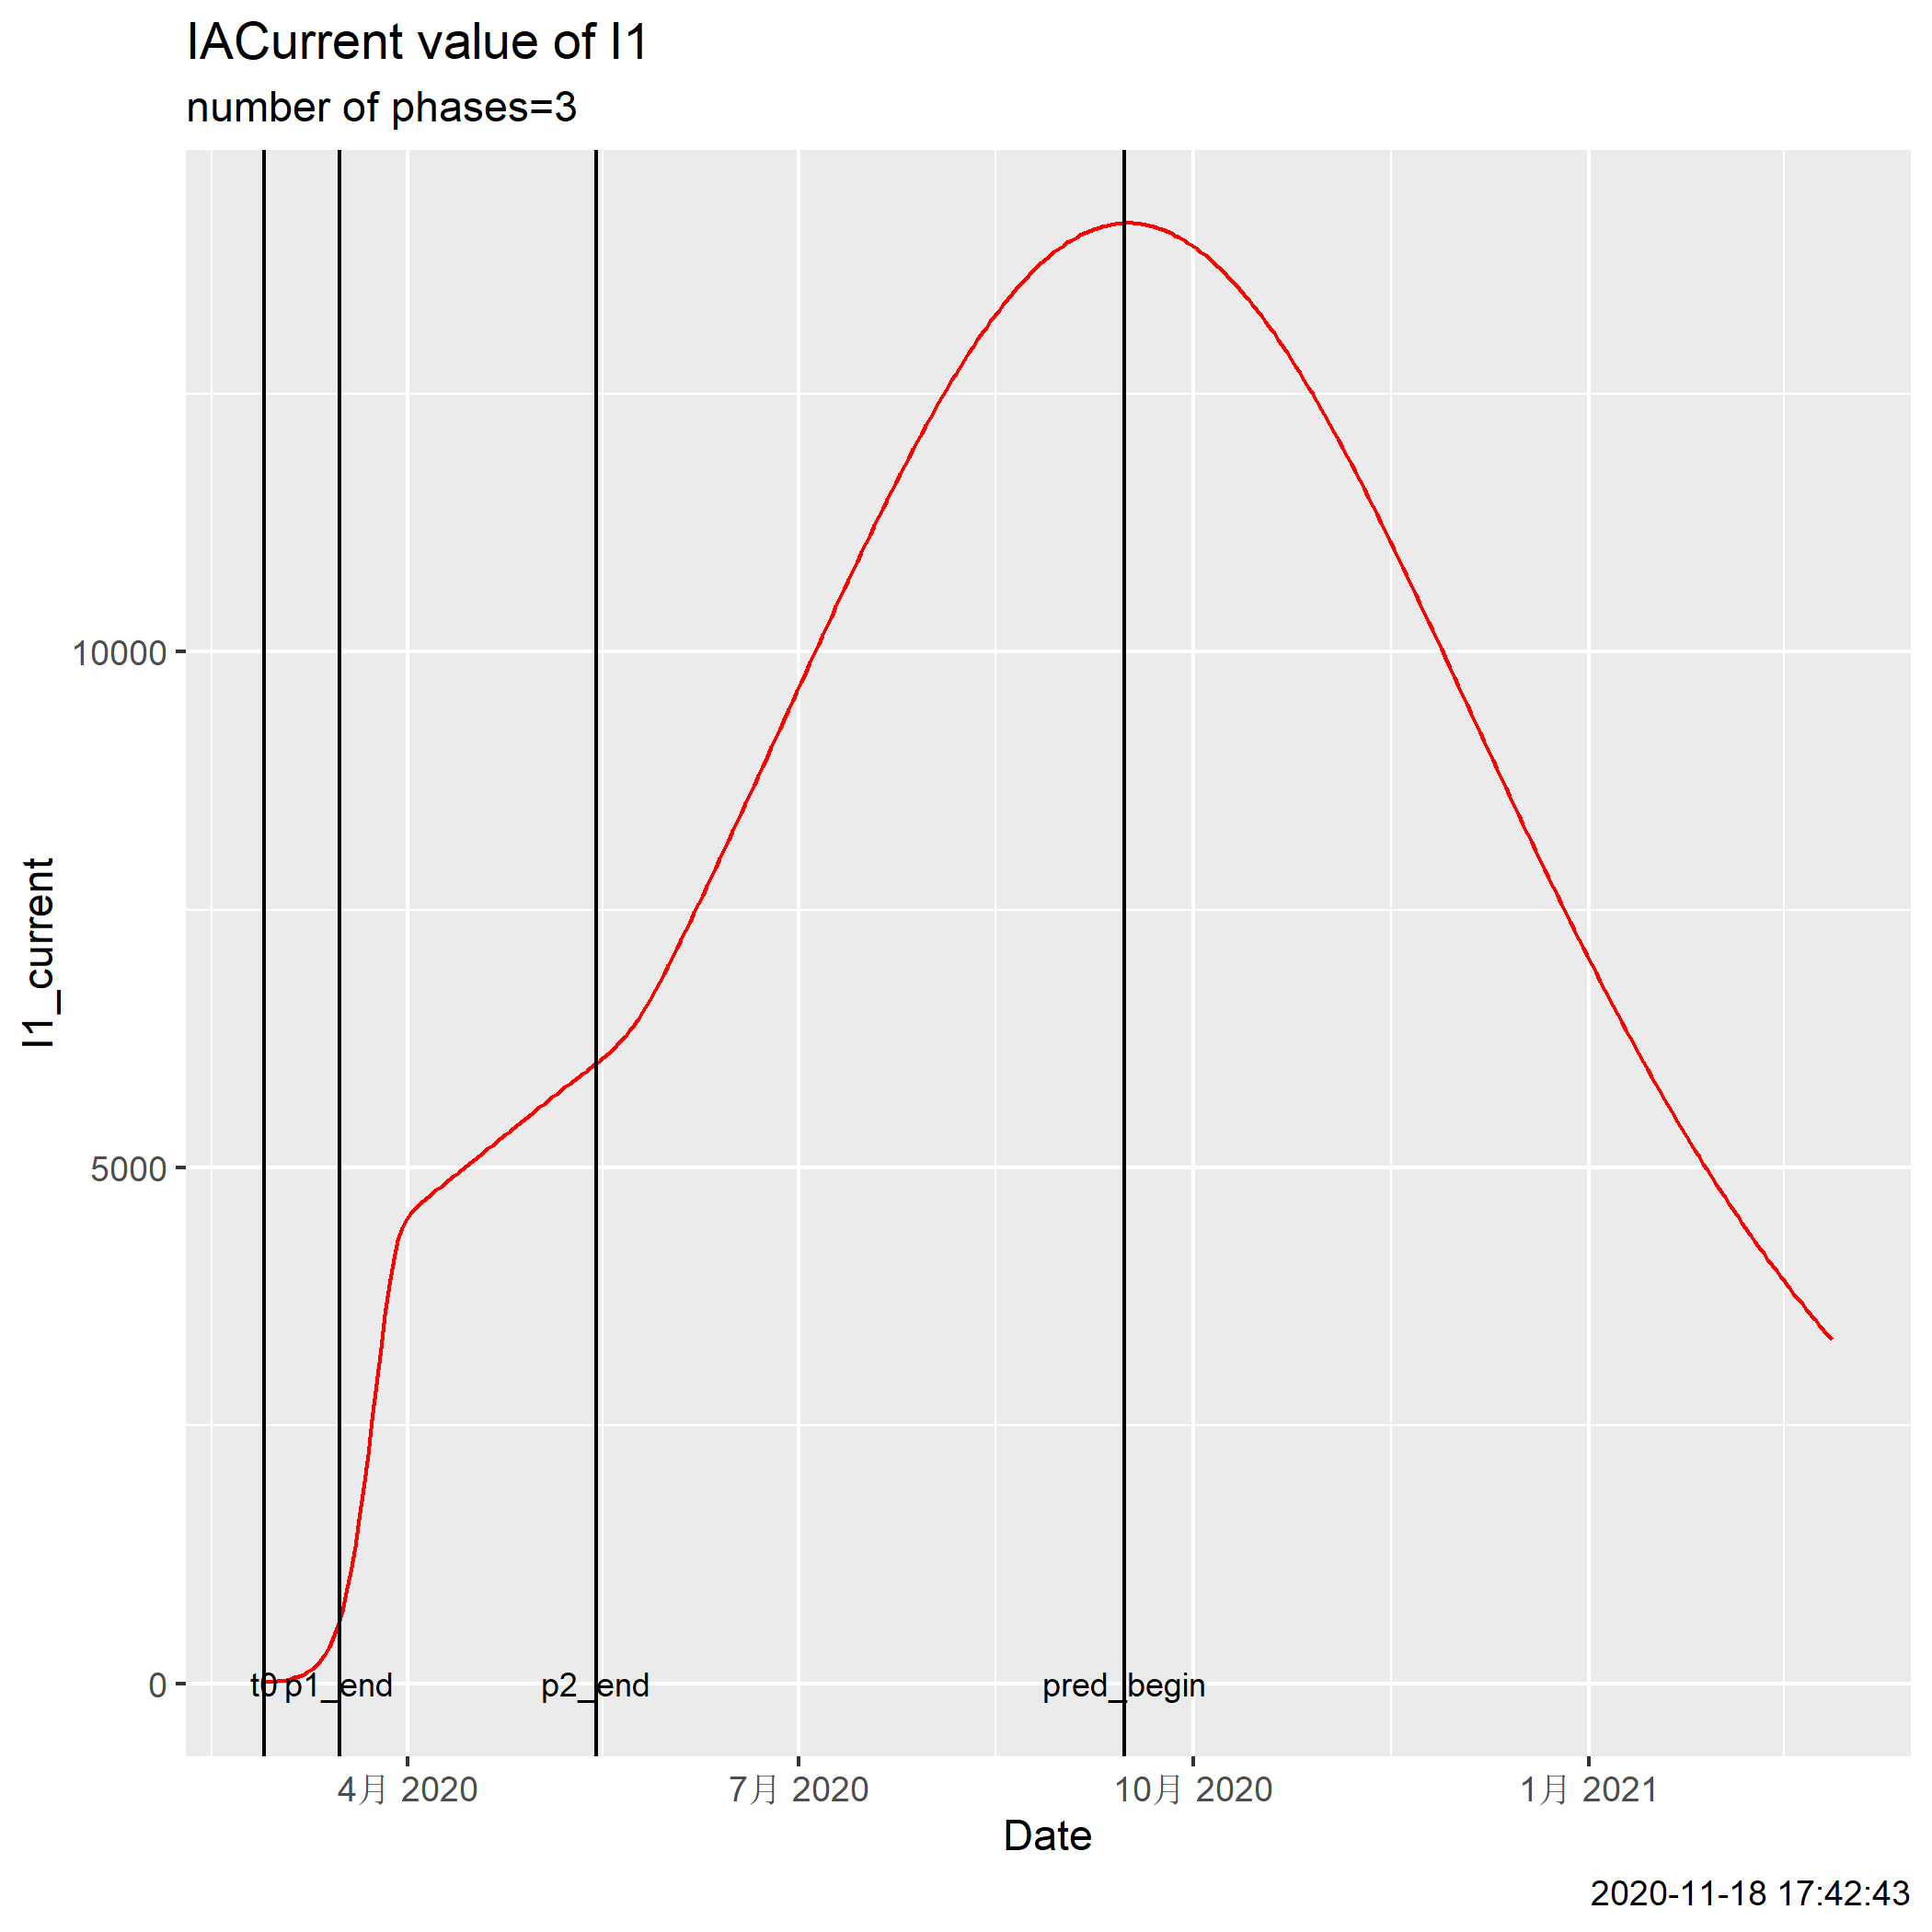 IACurrent value of I1
number of phases=3
I1_current
10000
5000
0
t0 p1_end p2_end pred_begin
4月 2020 7月 2020 10月 2020 1月 2021
Date
2020-11-18 17:42:43